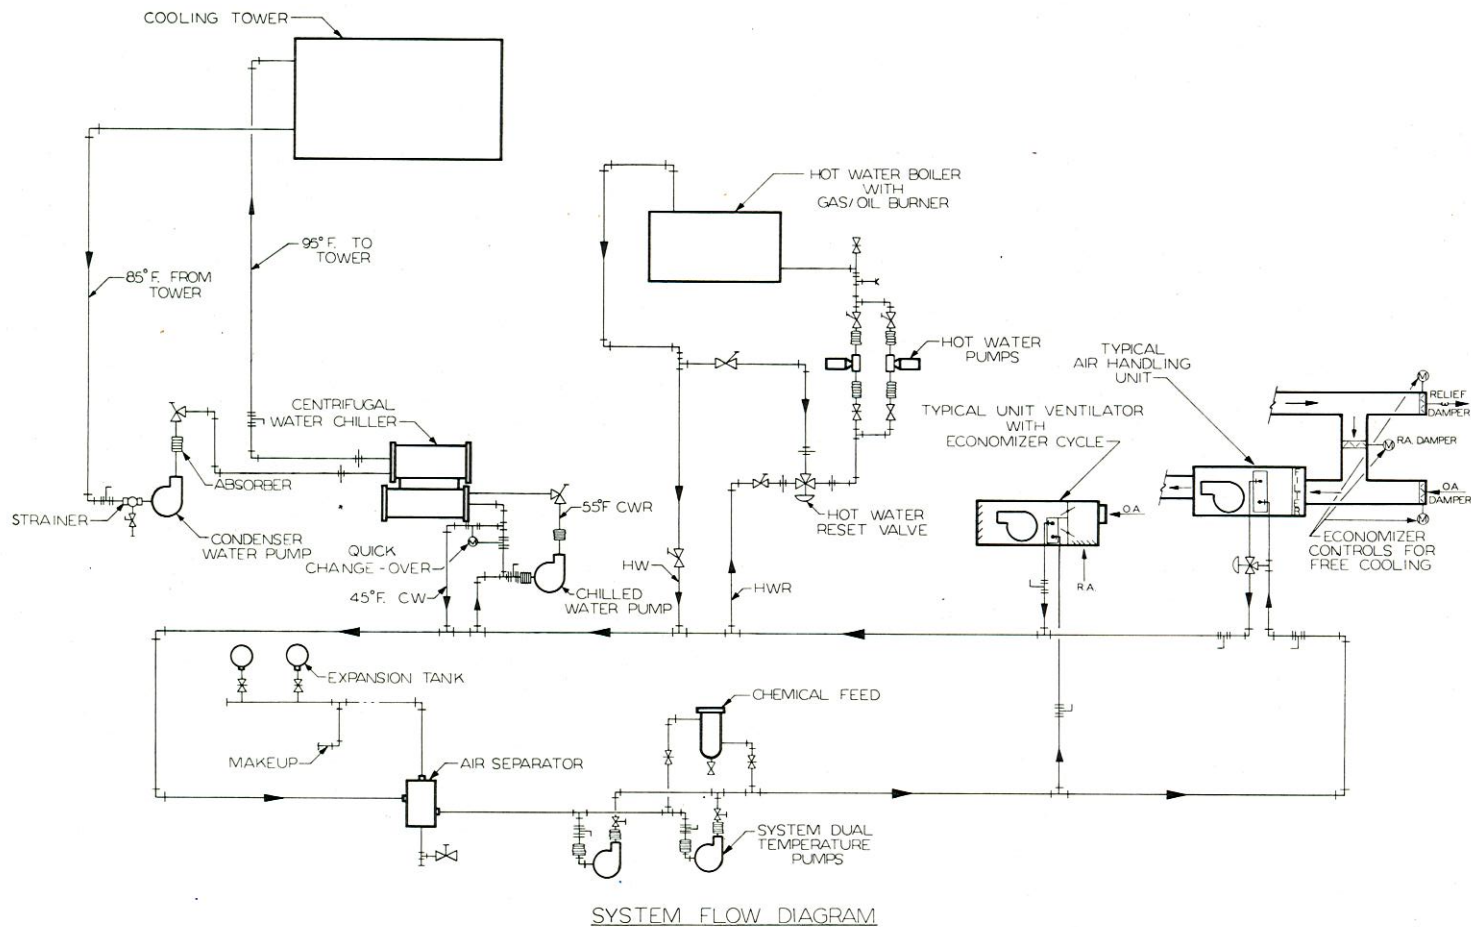 COOLING TOWER
HOT WATER BOILER
WITH
GAS/OIL BURNER
95°F. TO
TOWER
85°F. FROM
TOWER
HOT WATER
PUMPS
TYPICAL
AIR HANDLING
UNIT
M
RELIEF
DAMPER
CENTRIFUGAL
WATER CHILLER
TYPICAL UNIT VENTILATOR
WITH
ECONOMIZER CYCLE
M
R.A. DAMPER
ABSORBER
FILTERS
O.A.
DAMPER
STRAINER
55°F CWR
HOT WATER
RESET VALVE
O.A.
M
CONDENSER
WATER PUMP
QUICK
CHANGE-OVER
ECONOMIZER
CONTROLS FOR
FREE COOLING
HW
R.A.
HWR
45°F. CW
CHILLED
WATER PUMP
EXPANSION TANK
CHEMICAL FEED
MAKEUP
AIR SEPARATOR
SYSTEM DUAL
TEMPERATURE
PUMPS
SYSTEM FLOW DIAGRAM